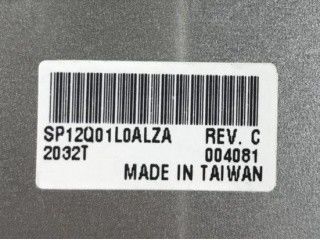 SP12Q01L0ALZA REV. C
2032T 004081
MADE IN TAIWAN